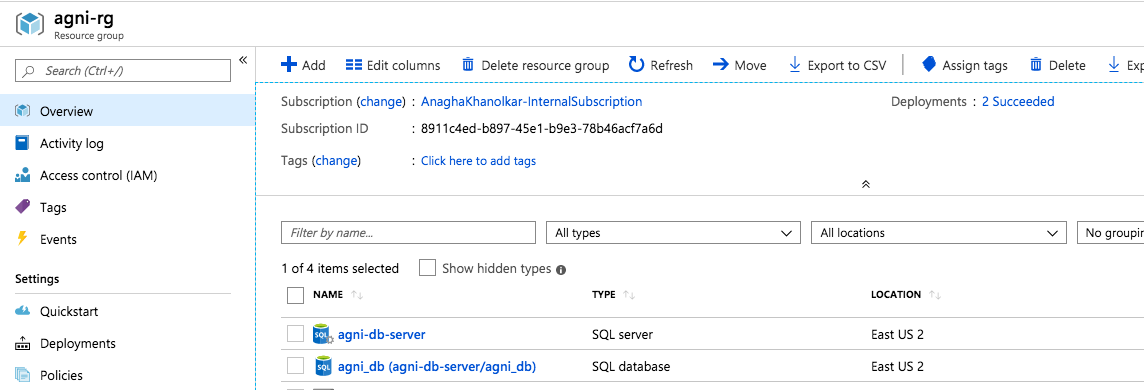 agni-rg
Resource group
Search (Ctrl+/)
«
Overview
Activity log
Access control (IAM)
Tags
Events
Settings
Quickstart
Deployments
Policies
Add Edit columns Delete resource group Refresh Move Export to CSV Assign tags Delete Exp
Subscription (change) : AnaghaKhanolkar-InternalSubscription Deployments : 2 Succeeded
Subscription ID : 8911c4ed-b897-45e1-b9e3-78b46acf7a6d
Tags (change) : Click here to add tags
Filter by name... All types All locations No groupin
1 of 4 items selected Show hidden types
NAME TYPE LOCATION
SQL agni-db-server SQL server East US 2
SQL agni_db (agni-db-server/agni_db) SQL database East US 2